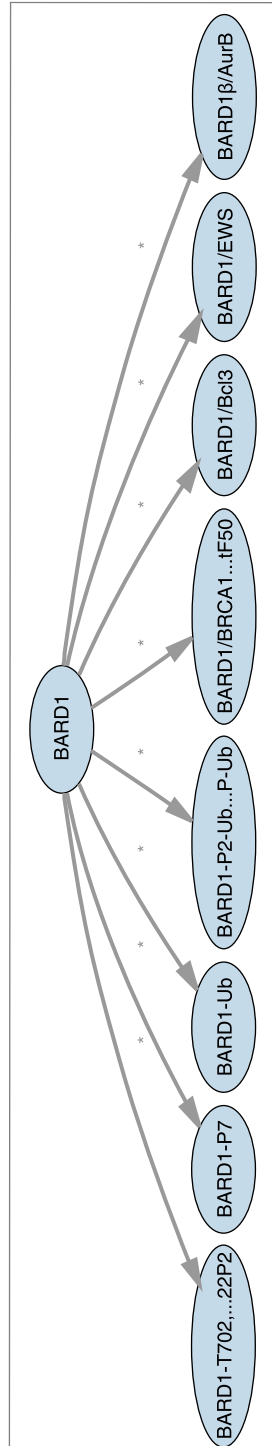 BARD1
*
*
*
*
*
*
*
BARD1-T702,...22P2
BARD1-P7
BARD1-Ub
BARD1-P2-Ub...P-Ub
BARD1/BRCA1...tF50
BARD1/Bcl3
BARD1/EWS
BARD1β/AurB